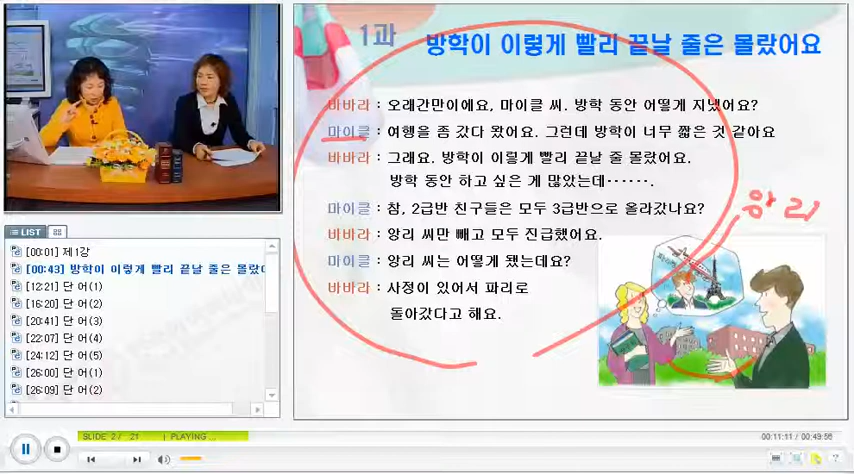 1과 방학이 이렇게 빨리 끝날 줄은 몰랐어요
바바라 : 오래간만이에요, 마이클 씨. 방학 동안 어떻게 지냈어요?
마이클 : 여행을 좀 갔다 왔어요. 그런데 방학이 너무 짧은 것 같아요
바바라 : 그래요. 방학이 이렇게 빨리 끝날 줄 몰랐어요.
방학 동안 하고 싶은 게 많았는데…….
마이클 : 참, 2급반 친구들은 모두 3급반으로 올라갔나요?
바바라 : 앙리 씨만 빼고 모두 진급했어요.
마이클 : 앙리 씨는 어떻게 됐는데요?
바바라 : 사정이 있어서 파리로
돌아갔다고 해요.
앙리
LIST
[00:01] 제1강
[00:43] 방학이 이렇게 빨리 끝날 줄은 몰랐
[12:21] 단 어(1)
[16:20] 단 어(2)
[20:41] 단 어(3)
[22:07] 단 어(4)
[24:12] 단 어(5)
[26:00] 단 어(1)
[26:09] 단 어(2)
SLIDE 2 / 21 | PLAYING ...
00:11:11 / 00:49:56